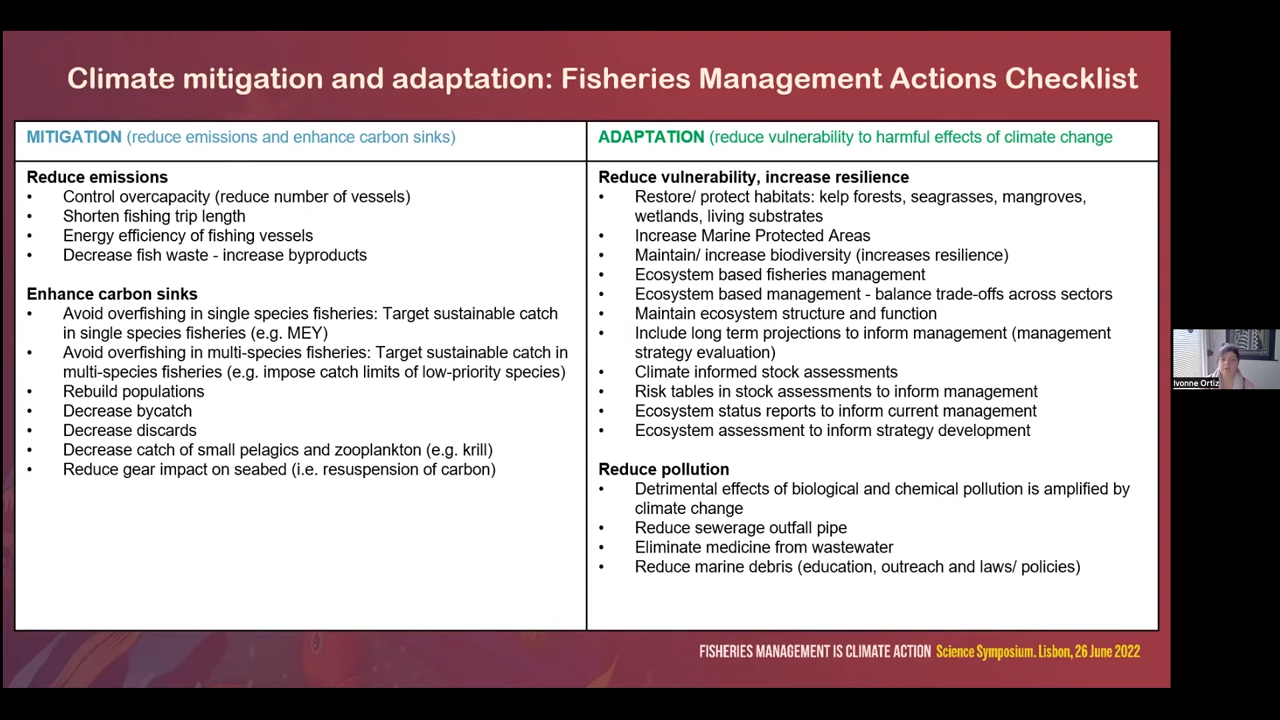 Climate mitigation and adaptation: Fisheries Management Actions Checklist
MITIGATION (reduce emissions and enhance carbon sinks)
Reduce emissions
• Control overcapacity (reduce number of vessels)
• Shorten fishing trip length
• Energy efficiency of fishing vessels
• Decrease fish waste - increase byproducts
Enhance carbon sinks
• Avoid overfishing in single species fisheries: Target sustainable catch
in single species fisheries (e.g. MEY)
• Avoid overfishing in multi-species fisheries: Target sustainable catch in
multi-species fisheries (e.g. impose catch limits of low-priority species)
• Rebuild populations
• Decrease bycatch
• Decrease discards
• Decrease catch of small pelagics and zooplankton (e.g. krill)
• Reduce gear impact on seabed (i.e. resuspension of carbon)
ADAPTATION (reduce vulnerability to harmful effects of climate change
Reduce vulnerability, increase resilience
• Restore/ protect habitats: kelp forests, seagrasses, mangroves,
wetlands, living substrates
• Increase Marine Protected Areas
• Maintain/ increase biodiversity (increases resilience)
• Ecosystem based fisheries management
• Ecosystem based management - balance trade-offs across sectors
• Maintain ecosystem structure and function
• Include long term projections to inform management (management
strategy evaluation)
• Climate informed stock assessments
• Risk tables in stock assessments to inform management
• Ecosystem status reports to inform current management
• Ecosystem assessment to inform strategy development
Reduce pollution
• Detrimental effects of biological and chemical pollution is amplified by
climate change
• Reduce sewerage outfall pipe
• Eliminate medicine from wastewater
• Reduce marine debris (education, outreach and laws/ policies)
FISHERIES MANAGEMENT IS CLIMATE ACTION Science Symposium. Lisbon, 26 June 2022
Ivonne Ortiz